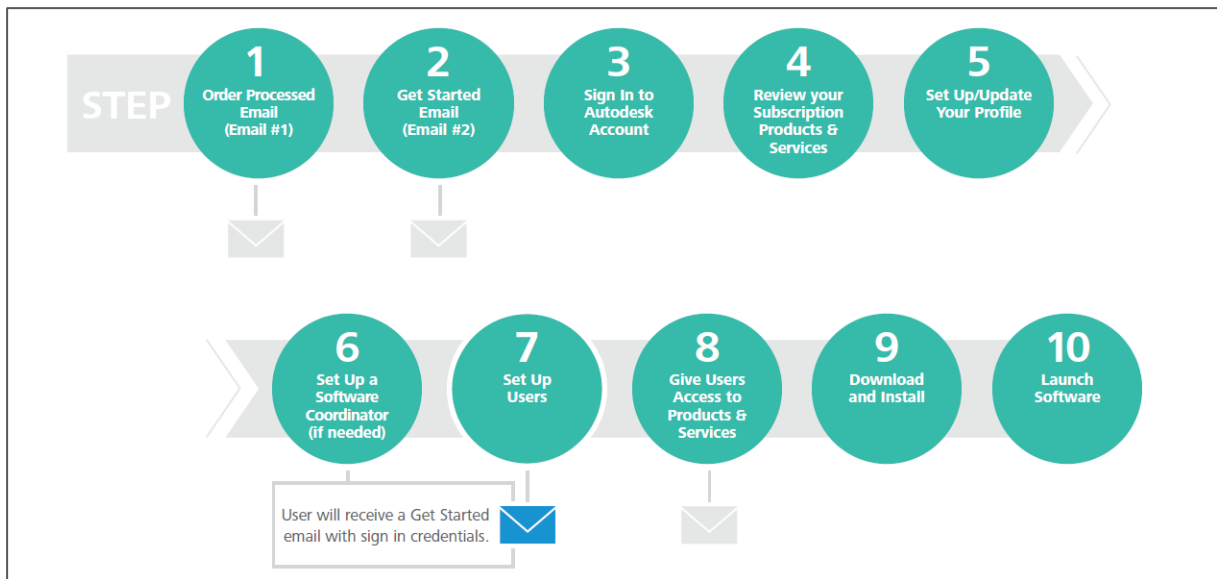 STEP
1
Order Processed
Email
(Email #1)
2
Get Started
Email
(Email #2)
3
Sign In to
Autodesk
Account
4
Review your
Subscription
Products &
Services
5
Set Up/Update
Your Profile
6
Set Up a
Software
Coordinator
(if needed)
7
Set Up
Users
8
Give Users
Access to
Products &
Services
9
Download
and Install
10
Launch
Software
User will receive a Get Started
email with sign in credentials.